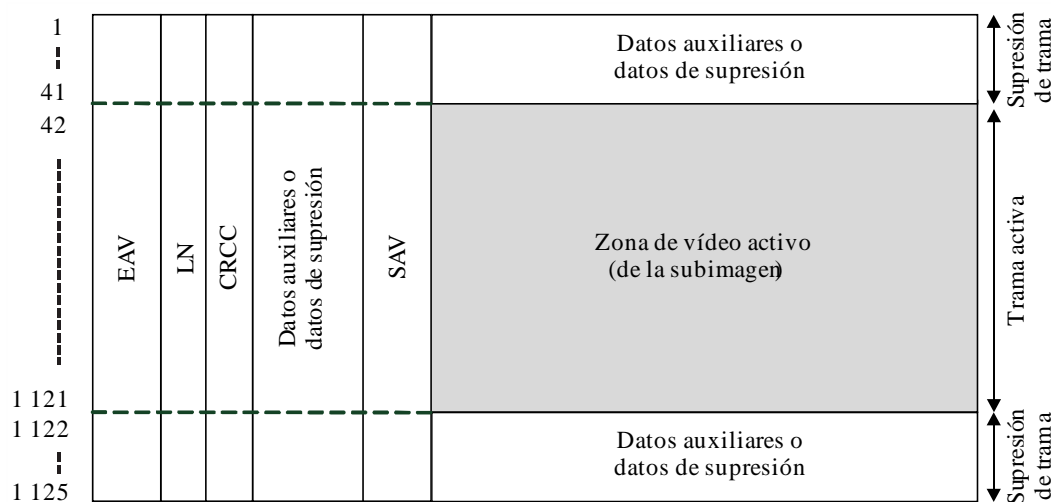 1
41
42
1 121
1 122
1 125
EAV
LN
CRCC
Datos auxiliares o
datos de supresión
SAV
Datos auxiliares o
datos de supresión
Zona de vídeo activo
(de la subimagen)
Datos auxiliares o
datos de supresión
Supresión
de trama
Trama activa
Supresión
de trama